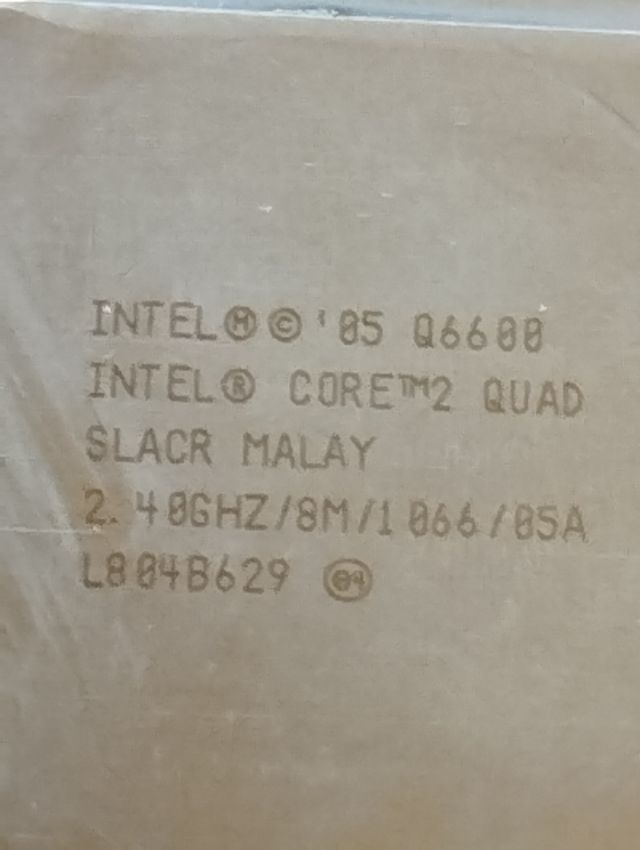 INTEL Ⓜ © '05 Q6600
INTEL® CORE™2 QUAD
SLACR MALAY
2.40GHZ/8M/1066/05A
L804B629 (e4)